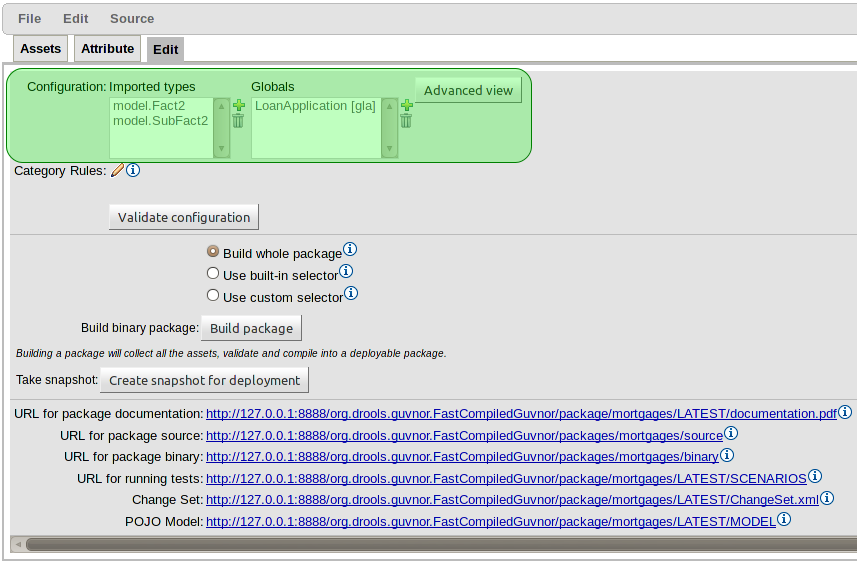 File Edit Source
Assets Attribute Edit
Configuration: Imported types Globals
model.Fact2 LoanApplication [gla] Advanced view
model.SubFact2
Category Rules:
Validate configuration
Build whole package
Use built-in selector
Use custom selector
Build binary package: Build package
Building a package will collect all the assets, validate and compile into a deployable package.
Take snapshot: Create snapshot for deployment
URL for package documentation: http://127.0.0.1:8888/org.drools.guvnor.FastCompiledGuvnor/package/mortgages/LATEST/documentation.pdf
URL for package source: http://127.0.0.1:8888/org.drools.guvnor.FastCompiledGuvnor/packages/mortgages/source
URL for package binary: http://127.0.0.1:8888/org.drools.guvnor.FastCompiledGuvnor/packages/mortgages/binary
URL for running tests: http://127.0.0.1:8888/org.drools.guvnor.FastCompiledGuvnor/package/mortgages/LATEST/SCENARIOS
Change Set: http://127.0.0.1:8888/org.drools.guvnor.FastCompiledGuvnor/package/mortgages/LATEST/ChangeSet.xml
POJO Model: http://127.0.0.1:8888/org.drools.guvnor.FastCompiledGuvnor/package/mortgages/LATEST/MODEL